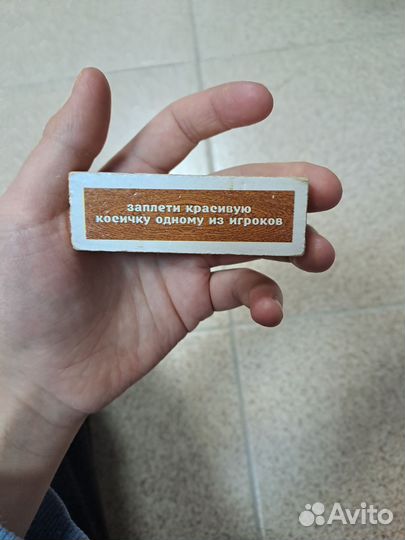 заплети красивую
косичку одному из игроков
Avito